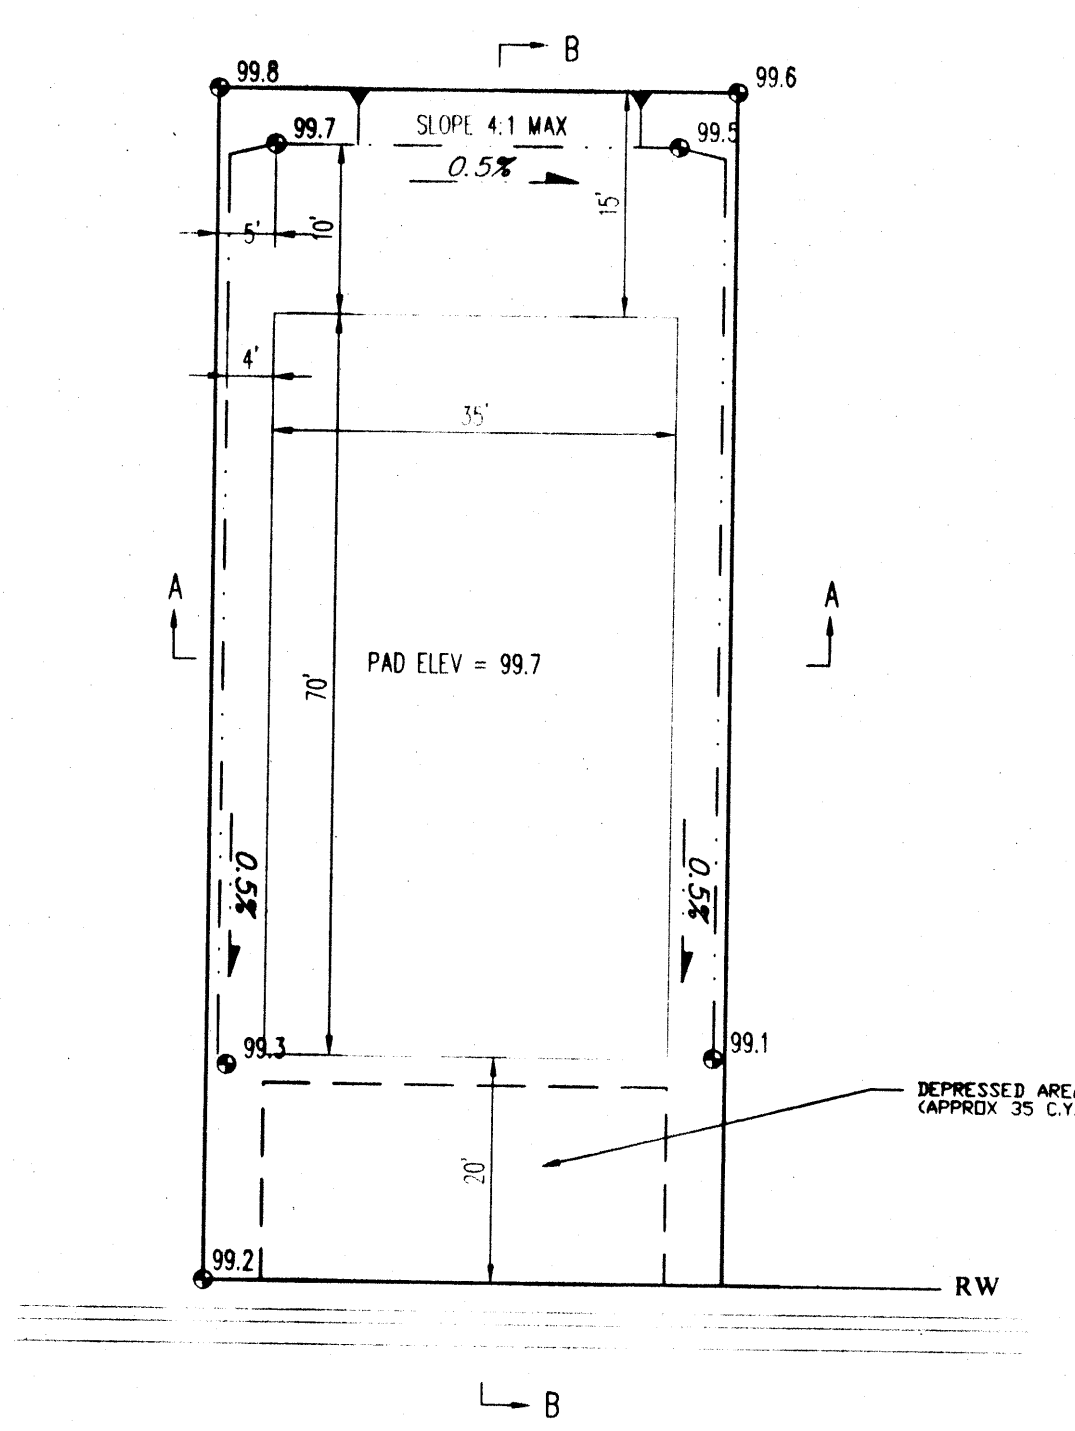 B
99.8
99.6
99.7
SLOPE 4:1 MAX
99.5
0.5%
15'
5'
10'
4'
35'
A
A
PAD ELEV = 99.7
70'
0.5%
0.5%
99.3
99.1
DEPRESSED AREA
(APPROX 35 C.Y.
20'
99.2
RW
B